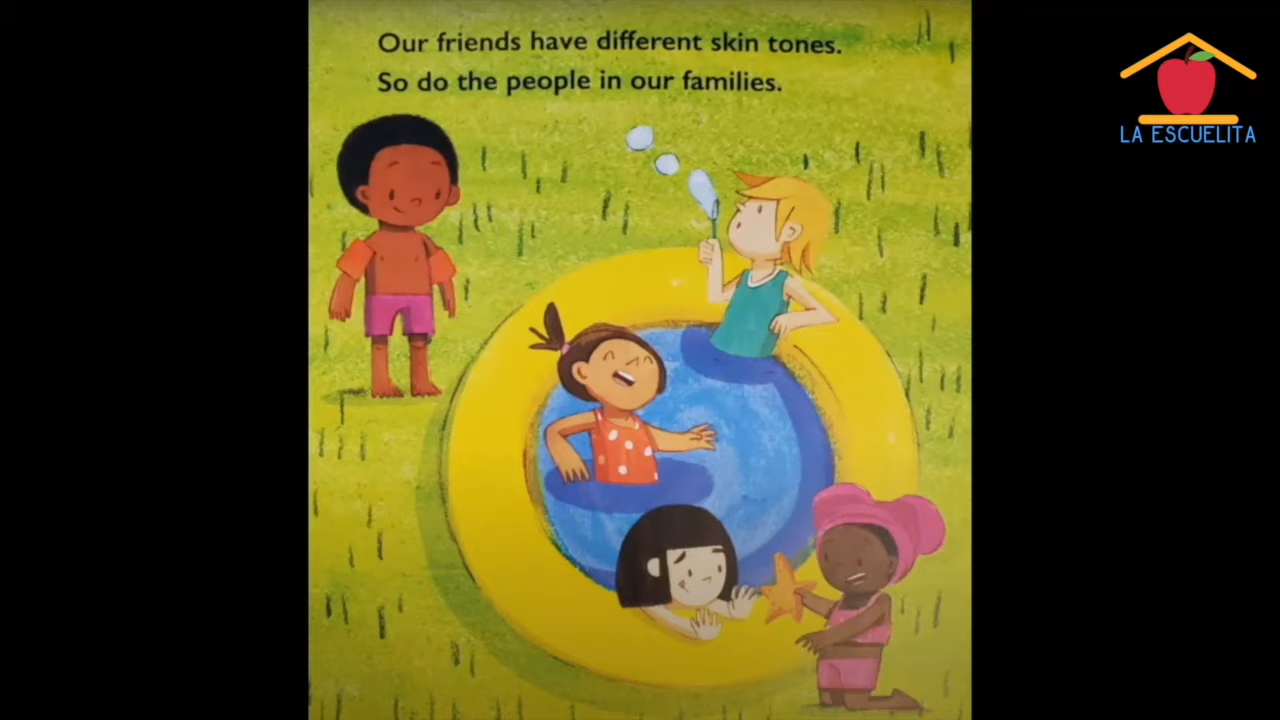 Our friends have different skin tones.
So do the people in our families.
LA ESCUELITA